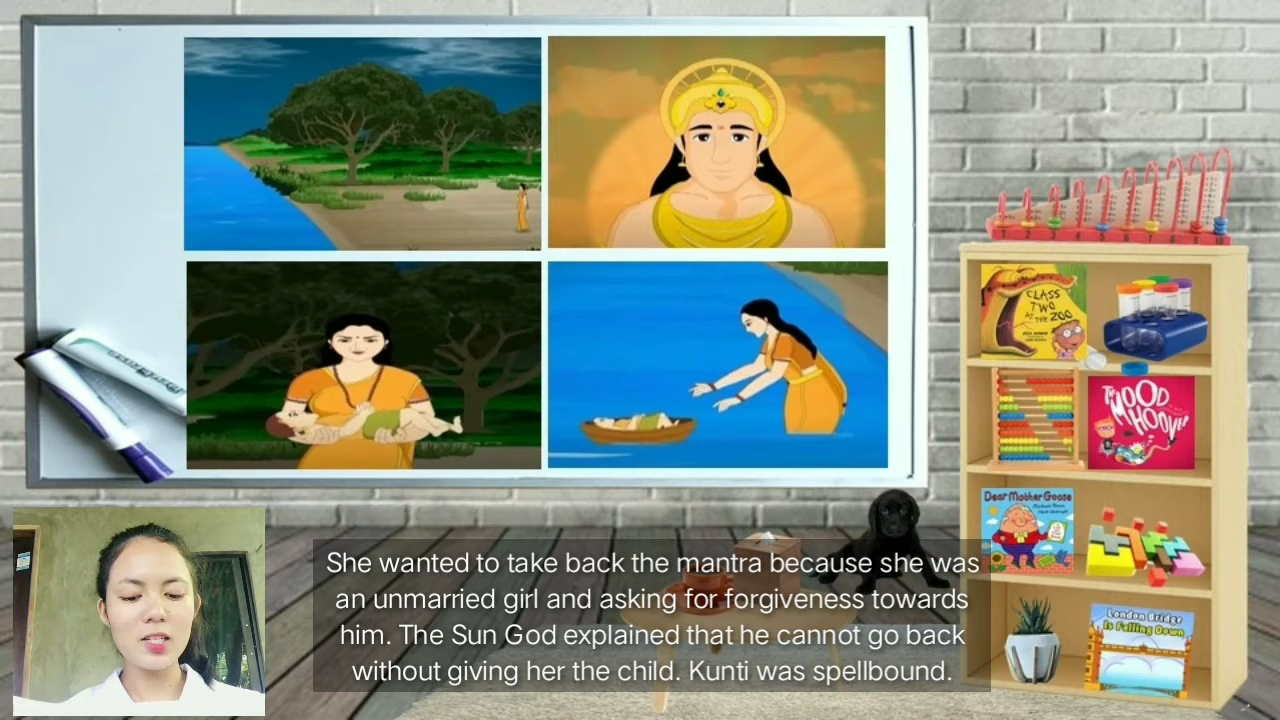 CLASS
TWO
AT THE ZOO
THE MOOD
HOOVER
Dear Mother Goose
She wanted to take back the mantra because she was
an unmarried girl and asking for forgiveness towards
him. The Sun God explained that he cannot go back
without giving her the child. Kunti was spellbound.
London Bridge
Is Falling Down